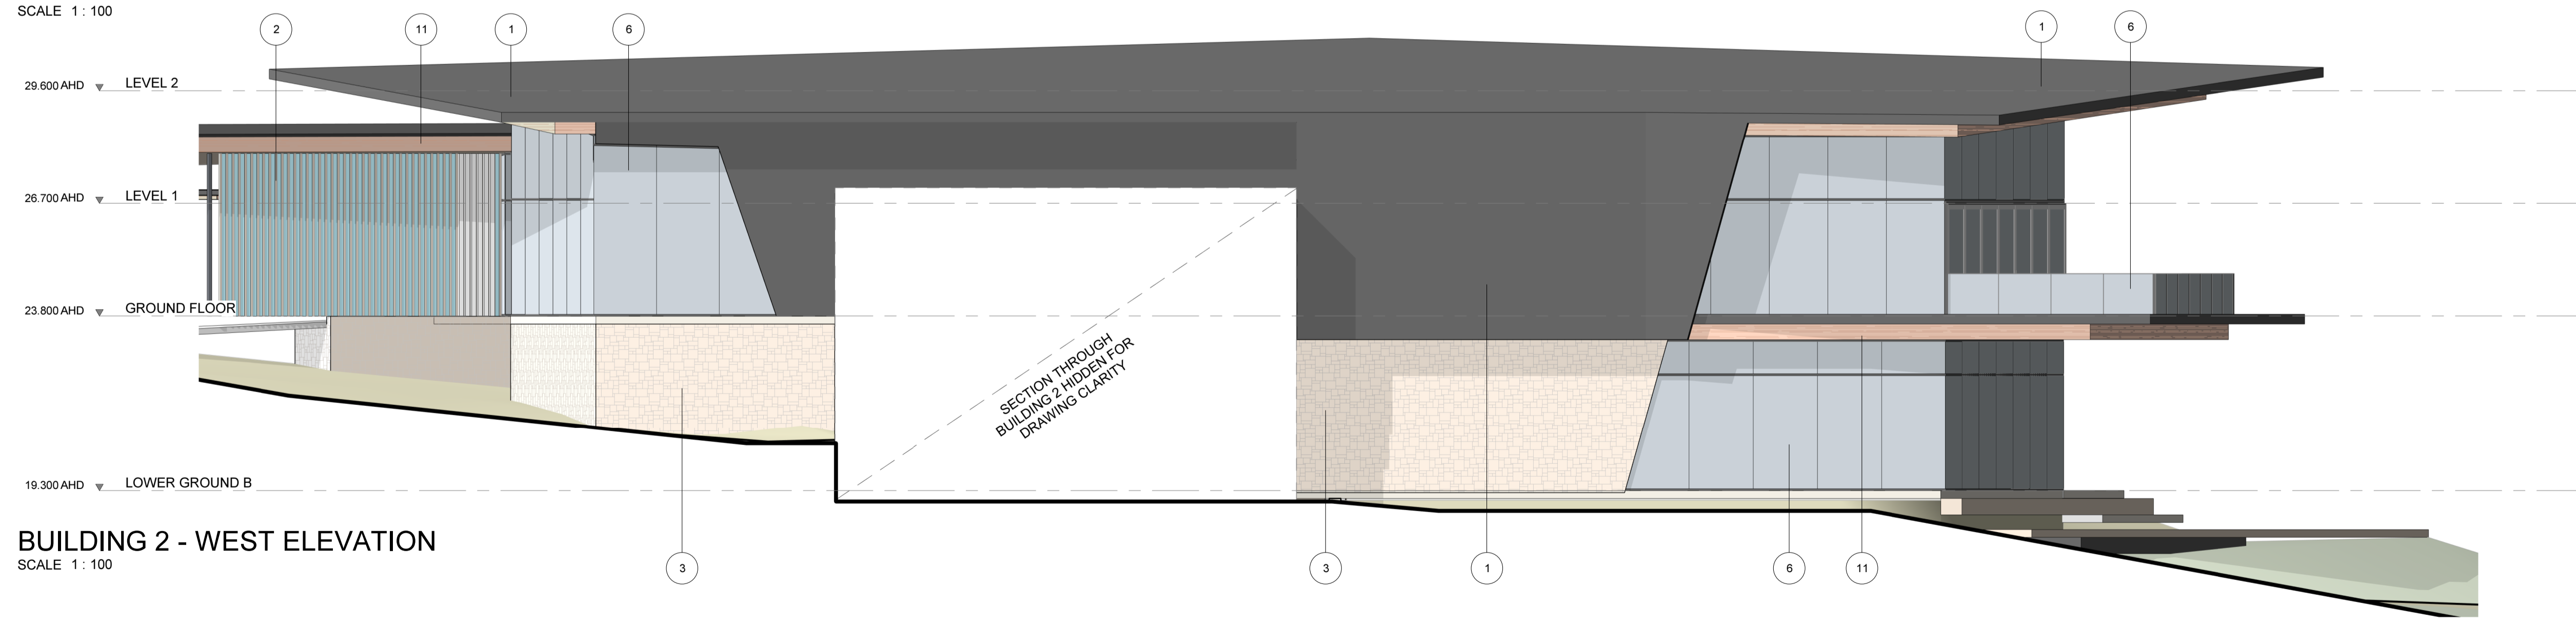 SCALE 1 : 100
2
11
1
6
1
6
29.600 AHD LEVEL 2
26.700 AHD LEVEL 1
23.800 AHD GROUND FLOOR
SECTION THROUGH
BUILDING 2 HIDDEN FOR
DRAWING CLARITY
19.300 AHD LOWER GROUND B
BUILDING 2 - WEST ELEVATION
SCALE 1 : 100
3
3
1
6
11